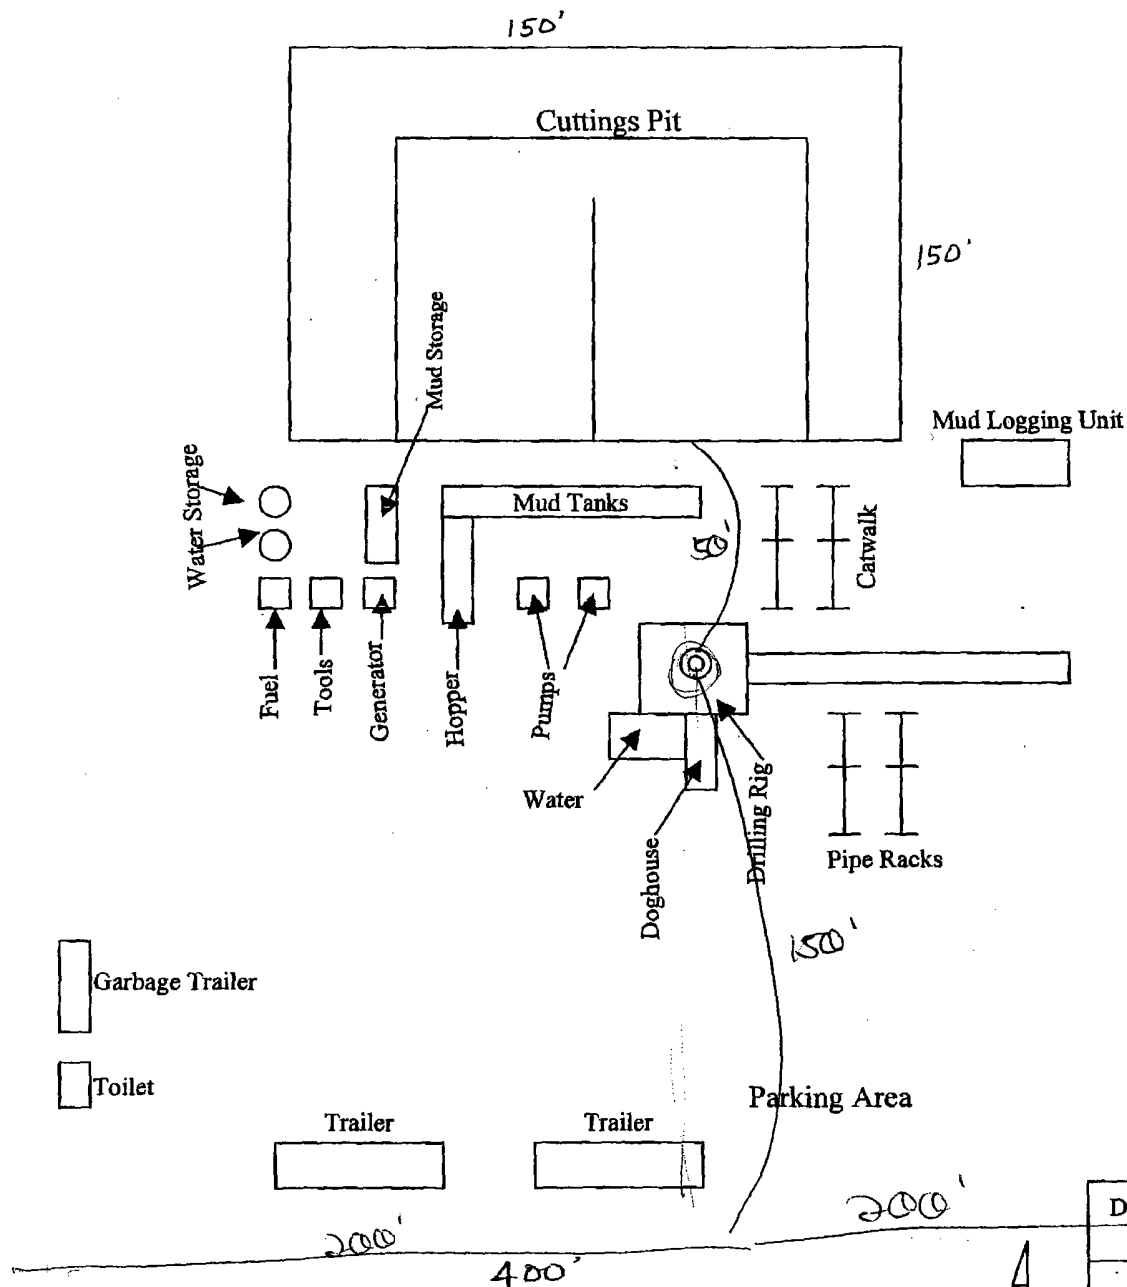 150'
Cuttings Pit
150'
Mud Storage
Mud Logging Unit
Water Storage
Mud Tanks
Catwalk
Fuel
Tools
Generator
Hopper
Pumps
Water
Doghouse
Drilling Rig
Pipe Racks
150'
Garbage Trailer
Toilet
Parking Area
Trailer
Trailer
200'
200'
400'
D